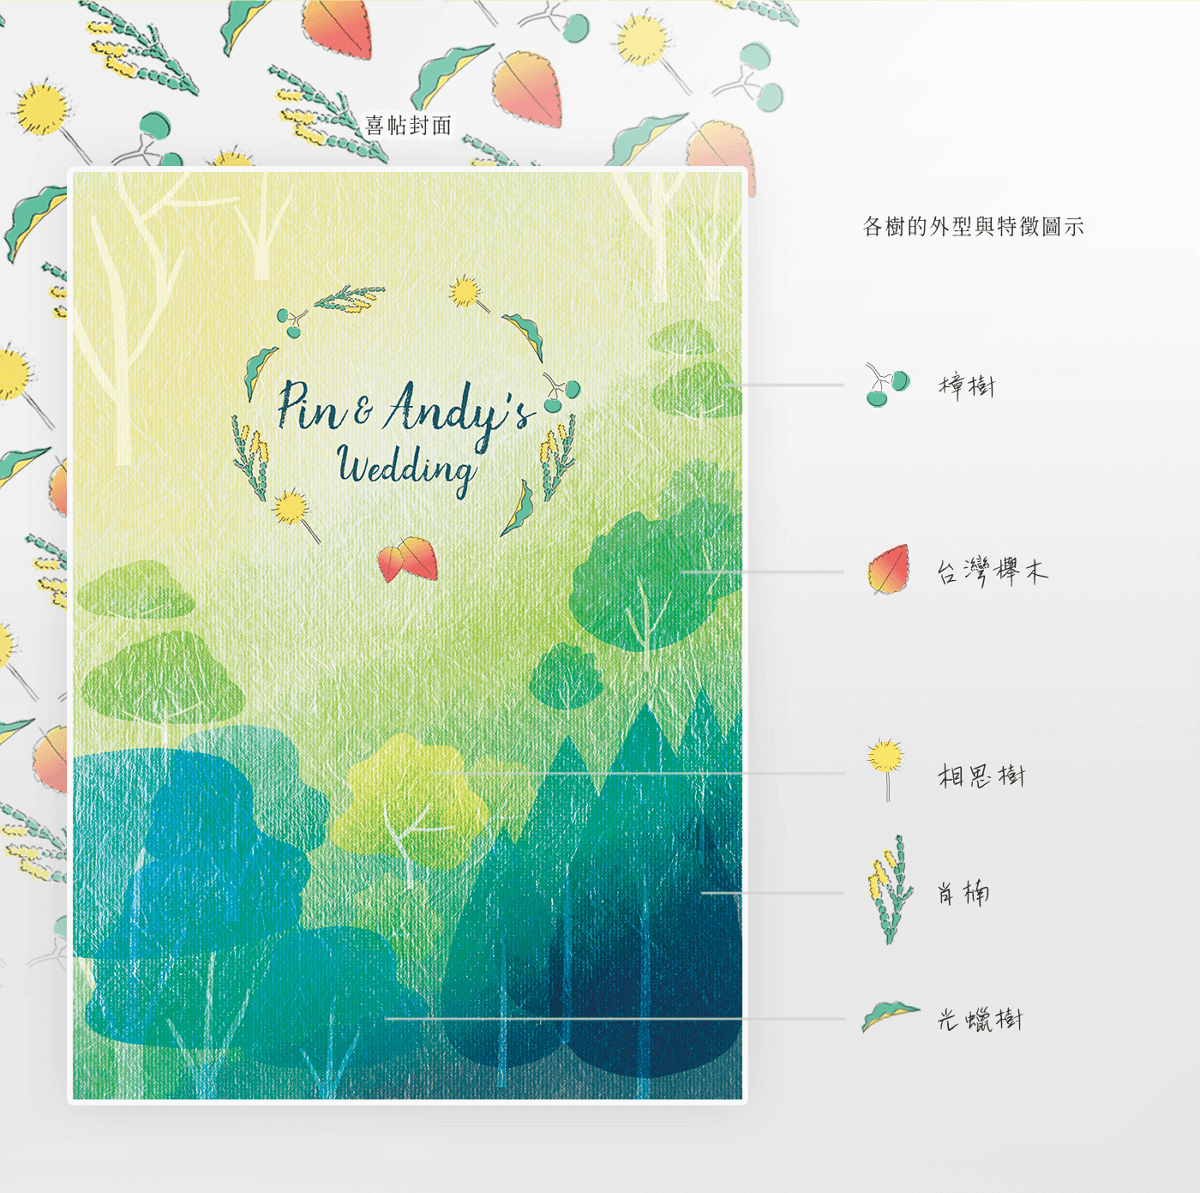 喜帖封面
各樹的外型與特徵圖示
Pin & Andy's
Wedding
樟樹
台灣櫸木
相思樹
肖楠
光蠟樹